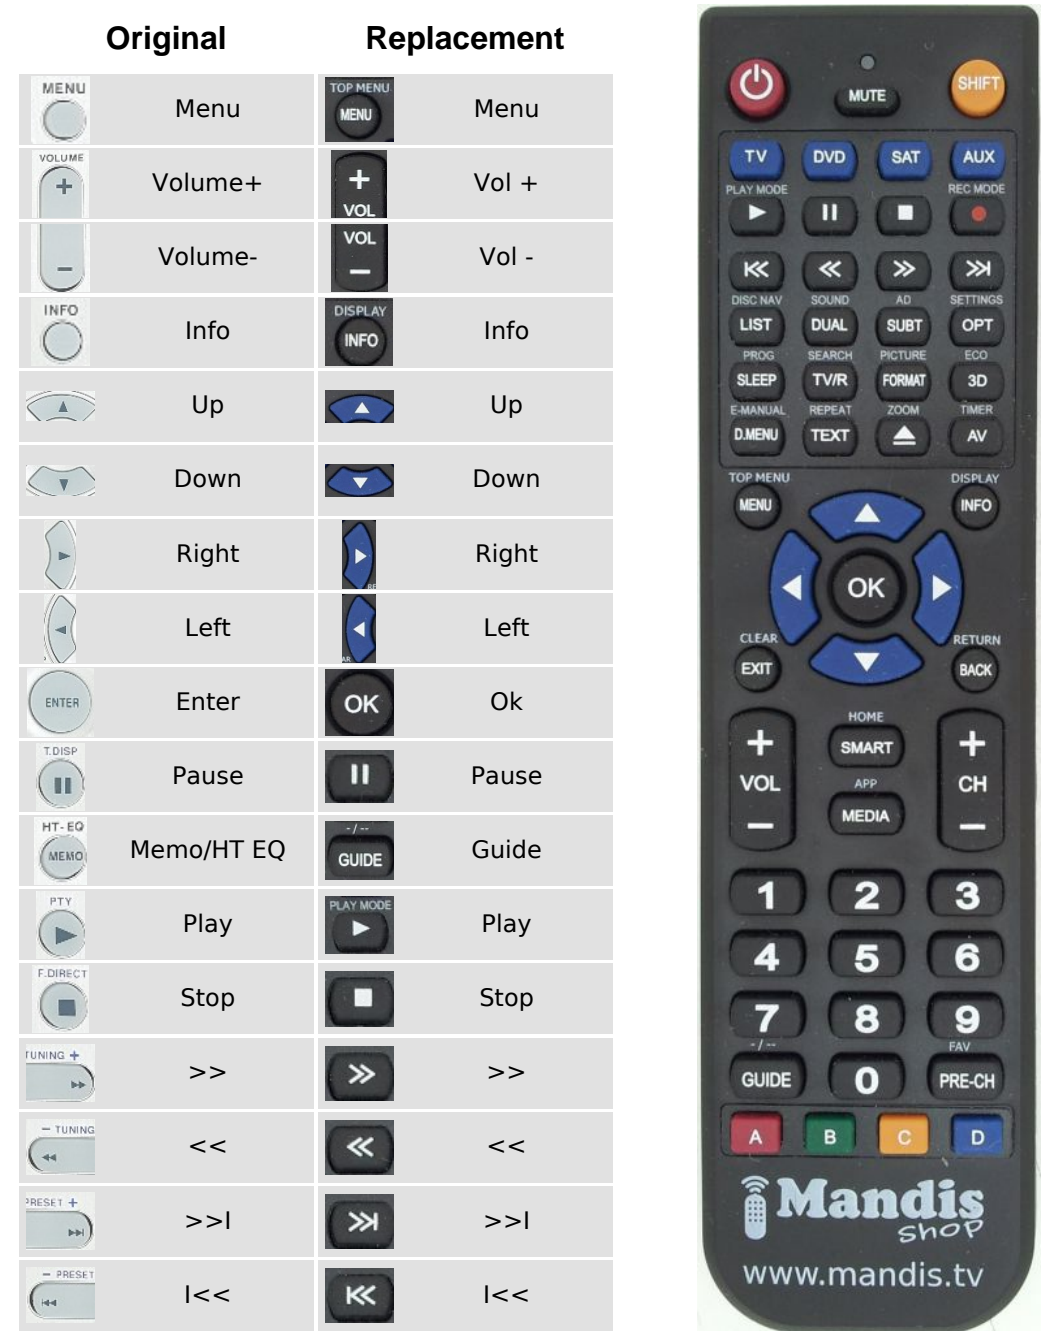 Original Replacement
MENU Menu TOP MENU MENU Menu
VOLUME + Volume+ + VOL Vol +
− Volume- VOL − Vol -
INFO Info DISPLAY INFO Info
Up Up
Down Down
Right Right
Left Left
ENTER Enter OK Ok
T.DISP Pause Pause
HT-EQ MEMO Memo/HT EQ -/-- GUIDE Guide
PTY Play PLAY MODE Play
F.DIRECT Stop Stop
TUNING + >> >>
− TUNING << <<
PRESET + >>I >>I
− PRESET I<< I<<
MUTE SHIFT
TV DVD SAT AUX
PLAY MODE REC MODE
DISC NAV SOUND AD SETTINGS
LIST DUAL SUBT OPT
PROG SEARCH PICTURE ECO
SLEEP TV/R FORMAT 3D
E-MANUAL REPEAT ZOOM TIMER
D.MENU TEXT AV
TOP MENU DISPLAY
MENU INFO
OK
CLEAR RETURN
EXIT BACK
HOME
+ SMART +
VOL APP CH
− MEDIA −
1 2 3
4 5 6
7 8 9
-/-- FAV
GUIDE 0 PRE-CH
A B C D
Mandis
shop
www.mandis.tv